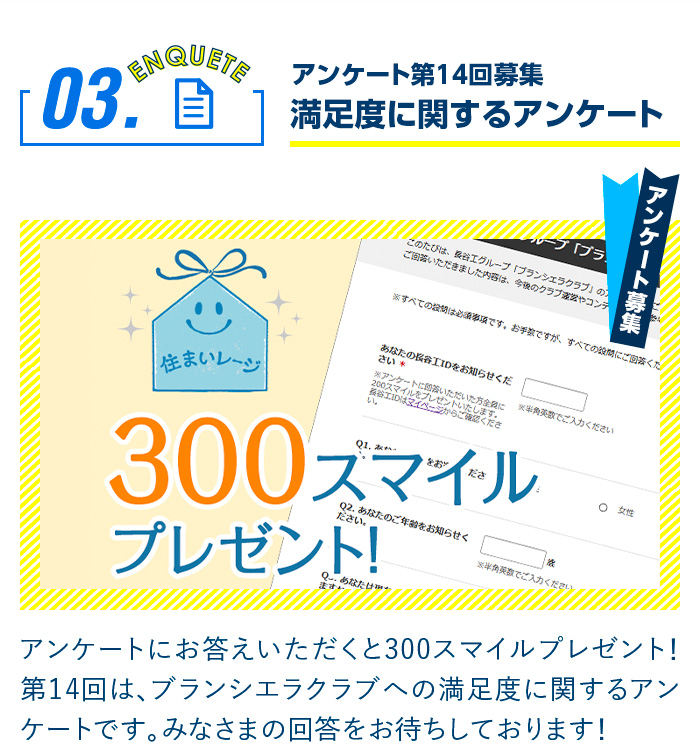 03.
ENQUETE
アンケート第14回募集
満足度に関するアンケート
アンケート募集
このたびは、長谷工グループ「ブランシエラクラブ」の
ご回答いただきました内容は、今後のクラブ運営やコンテ
※すべての設問は必須事項です。お手数ですが、すべての設問にご回答くだ
あなたの長谷工IDをお知らせくだ
さい *
※アンケートに回答いただいた方全員に
200スマイルをプレゼントいたします。
長谷工IDはマイページからご確認くださ
い。
※半角英数でご入力ください
住まいレージ
300スマイル
プレゼント!
女性
Q2. あなたのご年齢をお知らせく
ださい。
歳
※半角英数でご入力ください
アンケートにお答えいただくと300スマイルプレゼント!
第14回は、ブランシエラクラブへの満足度に関するアン
ケートです。みなさまの回答をお待ちしております!